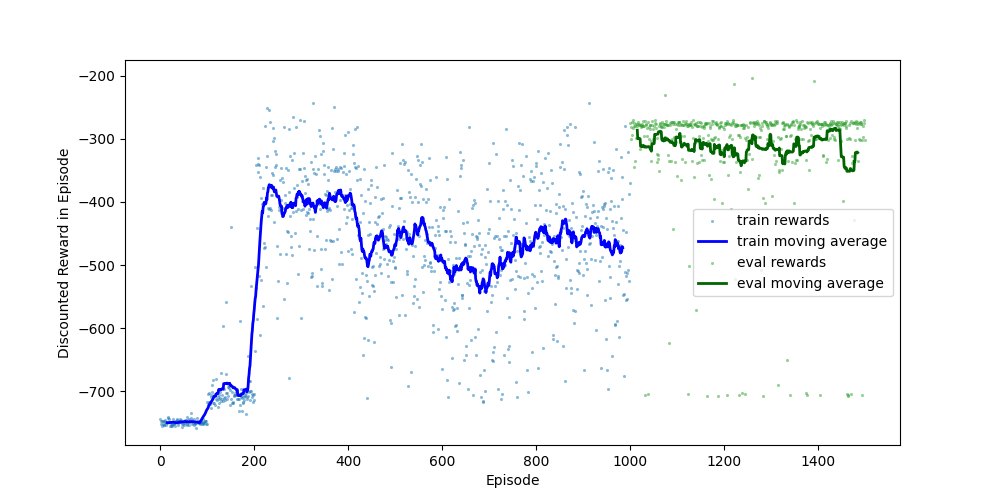 −200
−300
−400
−500
−600
−700
Discounted Reward in Episode
train rewards
train moving average
eval rewards
eval moving average
0
200
400
600
800
1000
1200
1400
Episode